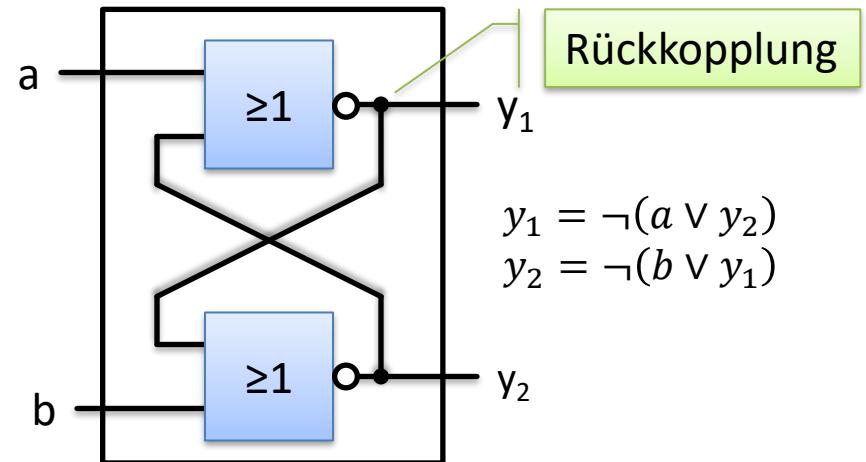 Rückkopplung
a
≥1
y₁
y₁ = ¬(a ∨ y₂)
y₂ = ¬(b ∨ y₁)
≥1
y₂
b